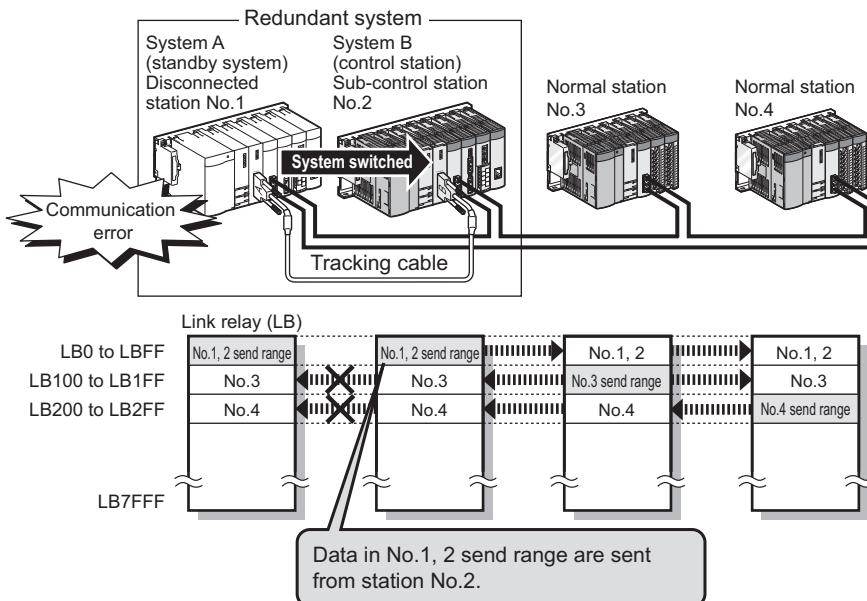 Redundant system
System A
(standby system)
Disconnected
station No.1
System B
(control station)
Sub-control station
No.2
Normal station
No.3
Normal station
No.4
System switched
Communication
error
Tracking cable
Link relay (LB)
LB0 to LBFF
No.1, 2 send range
No.1, 2 send range
No.1, 2
No.1, 2
LB100 to LB1FF
No.3
No.3
No.3 send range
No.3
LB200 to LB2FF
No.4
No.4
No.4
No.4 send range
LB7FFF
Data in No.1, 2 send range are sent
from station No.2.